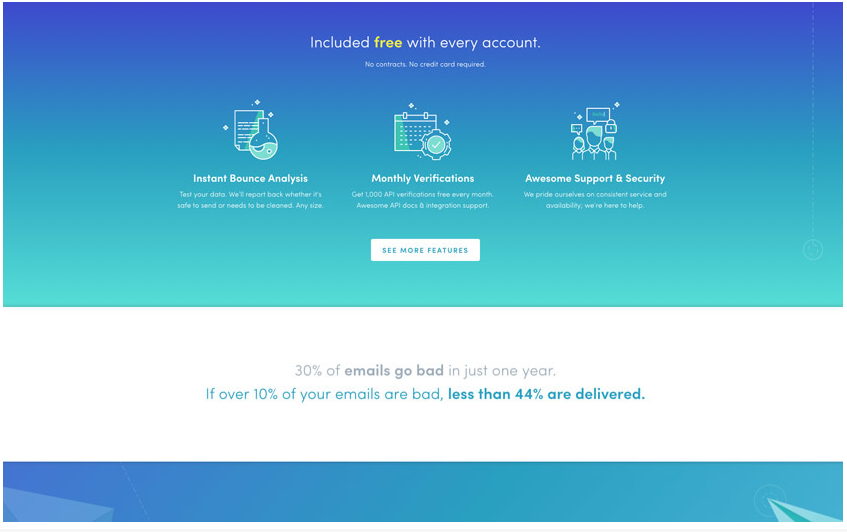 Included free with every account.
No contracts. No credit card required.
Instant Bounce Analysis
Test your data. We'll report back whether it's
safe to send or needs to be cleaned. Any size.
Monthly Verifications
Get 1,000 API verifications free every month.
Awesome API docs & integration support.
Awesome Support & Security
We pride ourselves on consistent service and
availability; we're here to help.
SEE MORE FEATURES
30% of emails go bad in just one year.
If over 10% of your emails are bad, less than 44% are delivered.